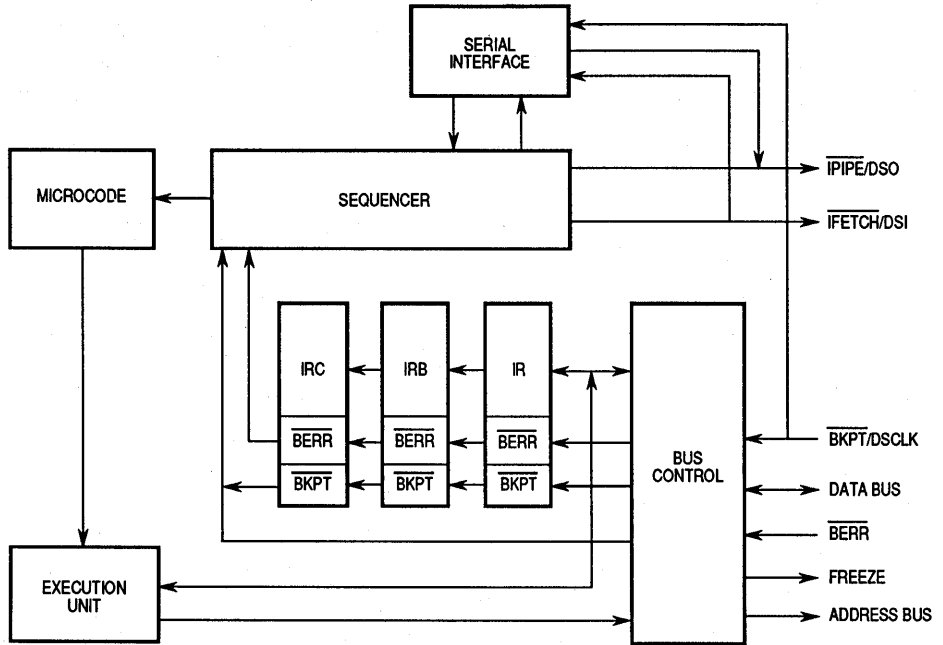 SERIAL
INTERFACE
MICROCODE
SEQUENCER
IPIPE/DSO
IFETCH/DSI
IRC
IRB
IR
BERR
BERR
BERR
BKPT
BKPT
BKPT
BUS
CONTROL
BKPT/DSCLK
DATA BUS
BERR
FREEZE
ADDRESS BUS
EXECUTION
UNIT